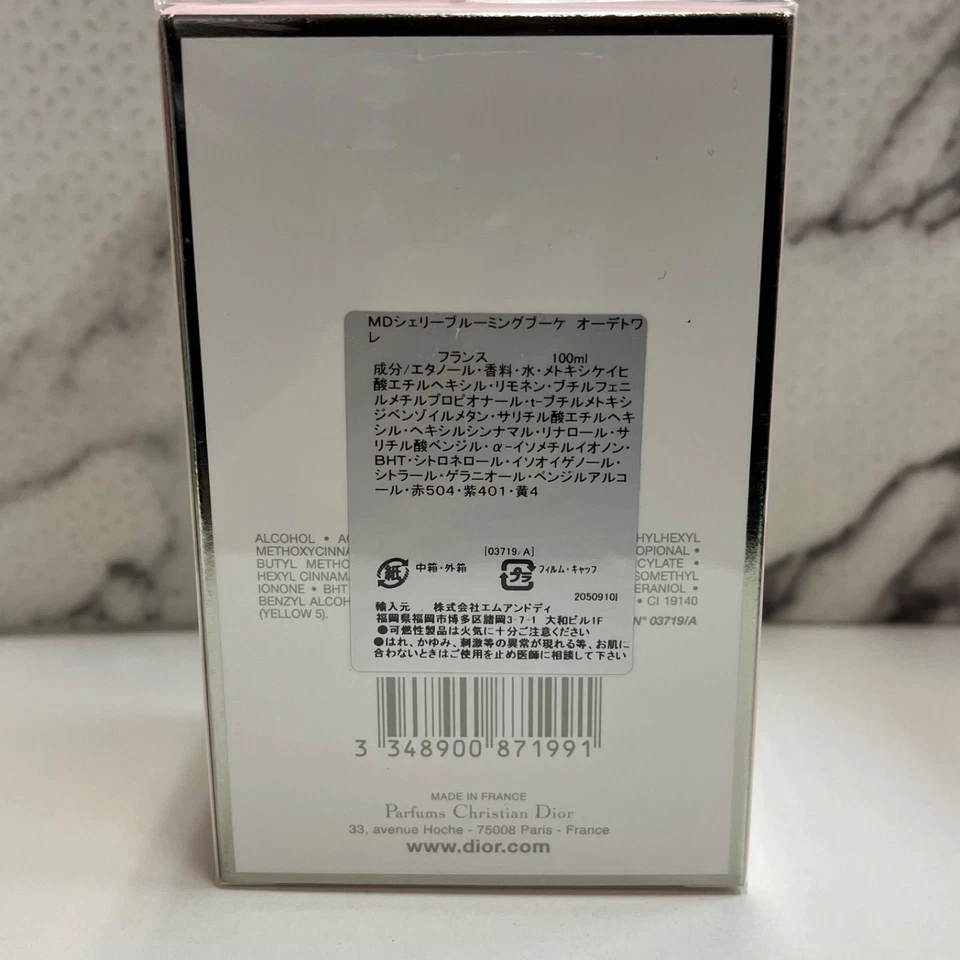 MDシェリーブルーミングブーケ オーデトワ
レ
フランス 100ml
成分/エタノール・香料・水・メトキシケイヒ
酸エチルヘキシル・リモネン・ブチルフェニ
ルメチルプロピオナール・t-ブチルメトキシ
ジベンゾイルメタン・サリチル酸エチルヘキ
シル・ヘキシルシンナマル・リナロール・サ
リチル酸ベンジル・α-イソメチルイオノン・
BHT・シトロネロール・イソオイゲノール・
シトラール・ゲラニオール・ベンジルアルコ
ール・赤504・紫401・黄4
[03719/A]
紙 中箱・外箱 プラ フィルム・キャップ
2050910
輸入元 株式会社エムアンドディ
福岡県福岡市博多区諸岡3-7-1 大和ビル1F
●可燃性製品は火気に十分ご注意ください
●はれ、かゆみ、刺激等の異常が現れる等、お肌に
合わないときはご使用を止め医師に相談して下さい
ALCOHOL • A HYLHEXYL
METHOXYCINNA OPIONAL •
BUTYL METHO CYLATE •
HEXYL CINNAM SOMETHYL
IONONE • BHT ERANIOL •
BENZYL ALCOH • CI 19140
(YELLOW 5). N° 03719/A
3 348900 871991
MADE IN FRANCE
Parfums Christian Dior
33, avenue Hoche - 75008 Paris - France
www.dior.com